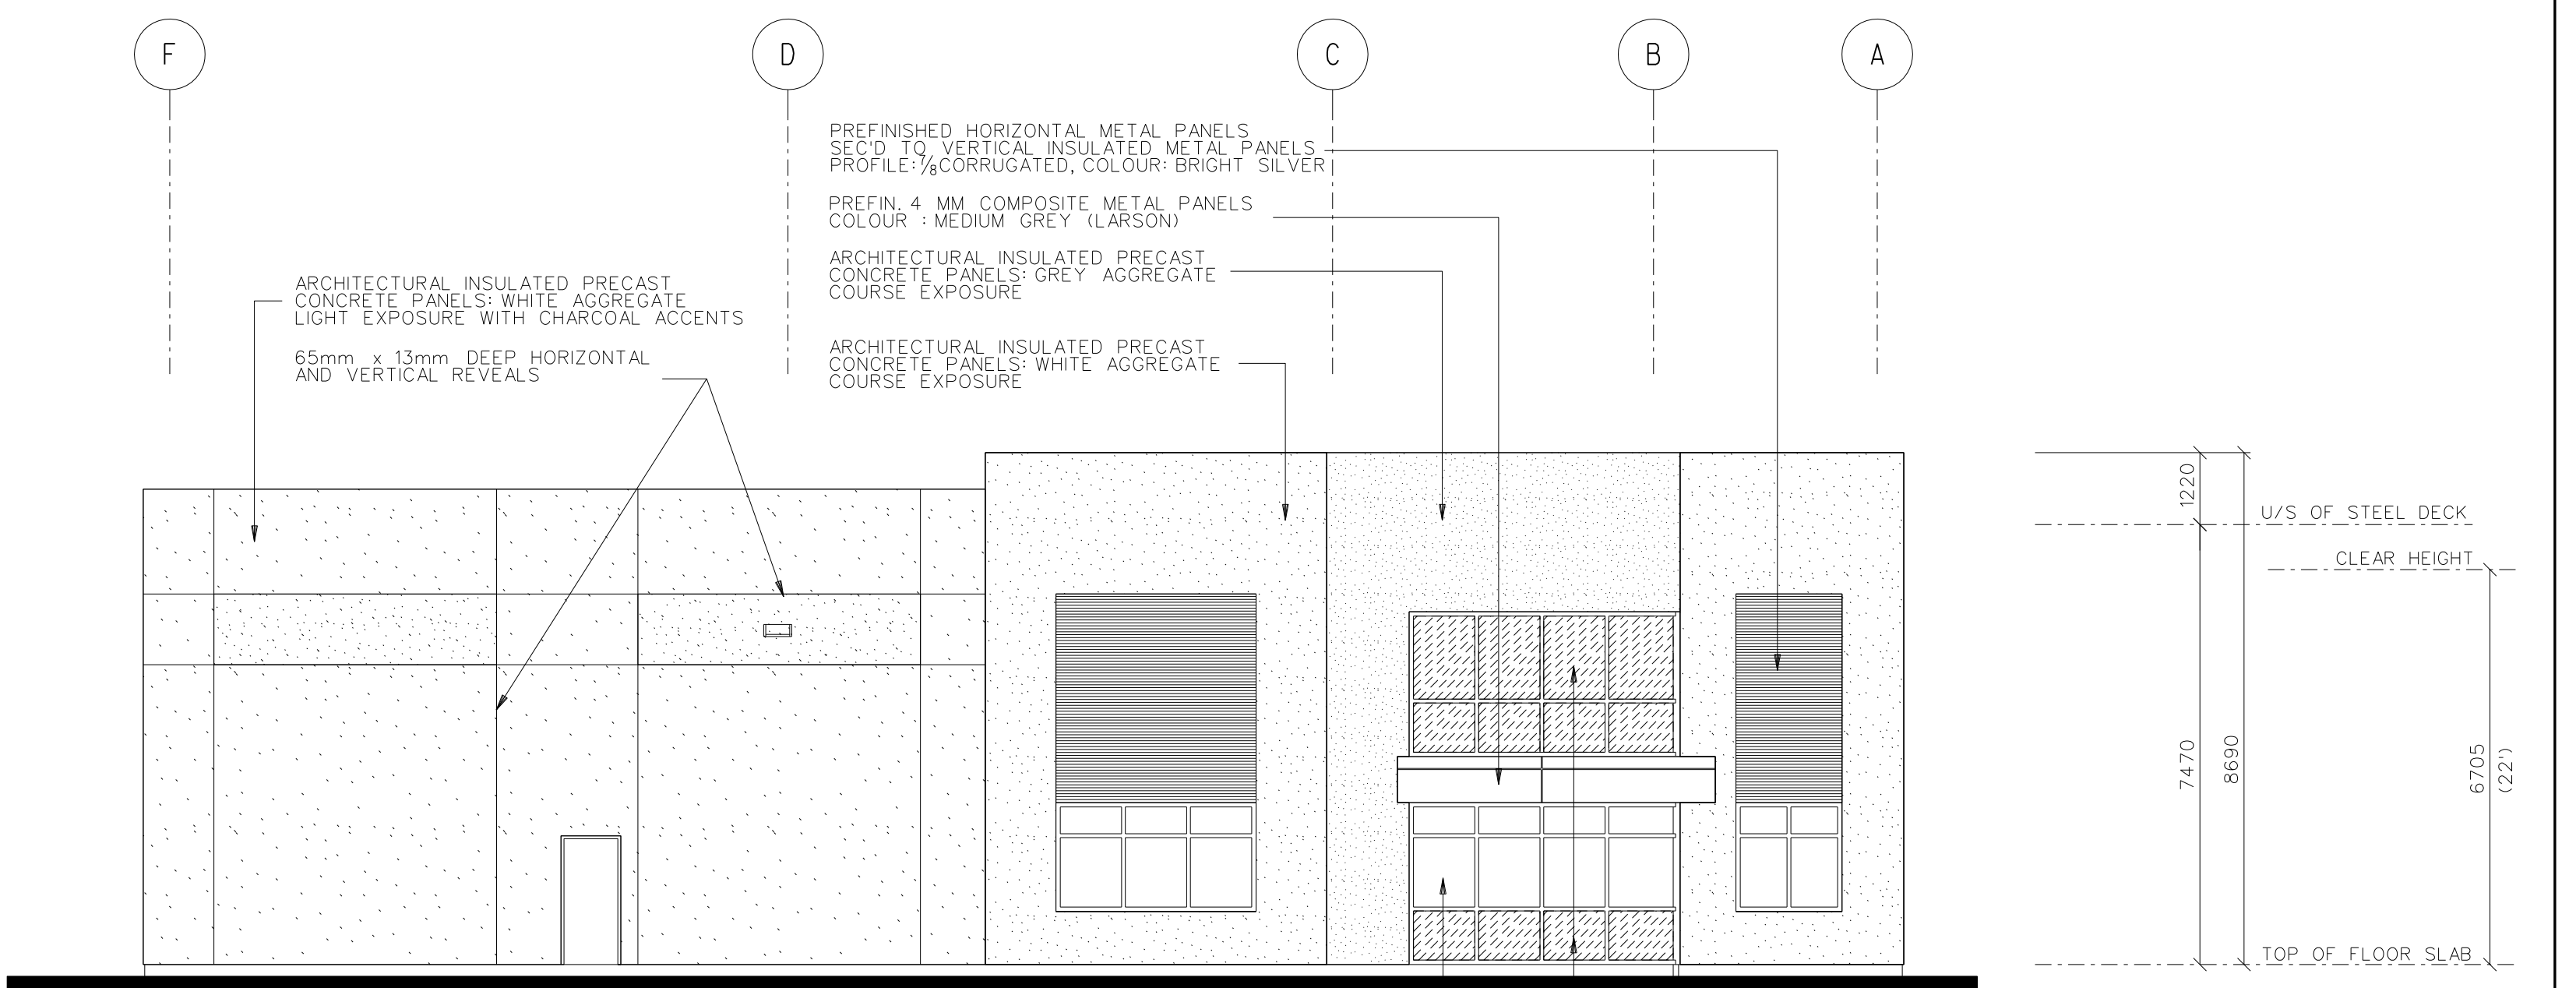 F
D
C
B
A
PREFINISHED HORIZONTAL METAL PANELS
SEC'D TO VERTICAL INSULATED METAL PANELS
PROFILE: 7/8 CORRUGATED, COLOUR: BRIGHT SILVER
PREFIN. 4 MM COMPOSITE METAL PANELS
COLOUR : MEDIUM GREY (LARSON)
ARCHITECTURAL INSULATED PRECAST
CONCRETE PANELS: GREY AGGREGATE
COURSE EXPOSURE
ARCHITECTURAL INSULATED PRECAST
CONCRETE PANELS: WHITE AGGREGATE
COURSE EXPOSURE
ARCHITECTURAL INSULATED PRECAST
CONCRETE PANELS: WHITE AGGREGATE
LIGHT EXPOSURE WITH CHARCOAL ACCENTS
65mm x 13mm DEEP HORIZONTAL
AND VERTICAL REVEALS
1220
U/S OF STEEL DECK
CLEAR HEIGHT
7470
8690
6705
(22')
TOP OF FLOOR SLAB